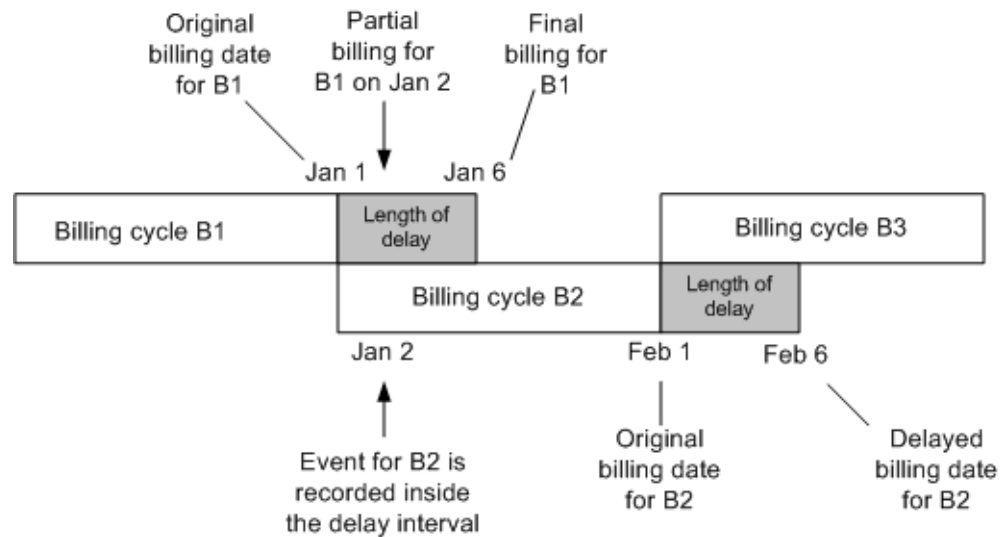 Original
billing date
for B1
Partial
billing for
B1 on Jan 2
Final
billing for
B1
Jan 1
Jan 6
Billing cycle B1
Length of
delay
Billing cycle B3
Billing cycle B2
Length of
delay
Jan 2
Feb 1
Feb 6
Event for B2 is
recorded inside
the delay interval
Original
billing date
for B2
Delayed
billing date
for B2